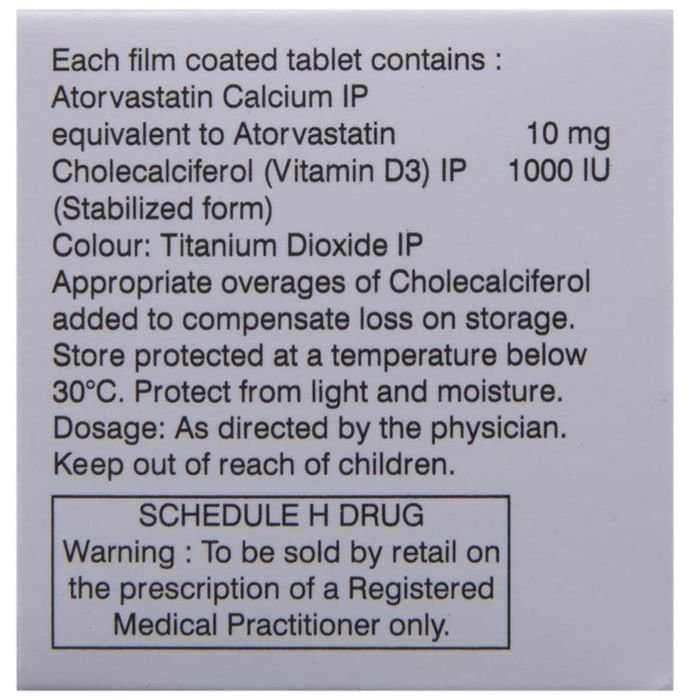 Each film coated tablet contains :
Atorvastatin Calcium IP
equivalent to Atorvastatin 10 mg
Cholecalciferol (Vitamin D3) IP 1000 IU
(Stabilized form)
Colour: Titanium Dioxide IP
Appropriate overages of Cholecalciferol
added to compensate loss on storage.
Store protected at a temperature below
30°C. Protect from light and moisture.
Dosage: As directed by the physician.
Keep out of reach of children.
SCHEDULE H DRUG
Warning : To be sold by retail on
the prescription of a Registered
Medical Practitioner only.